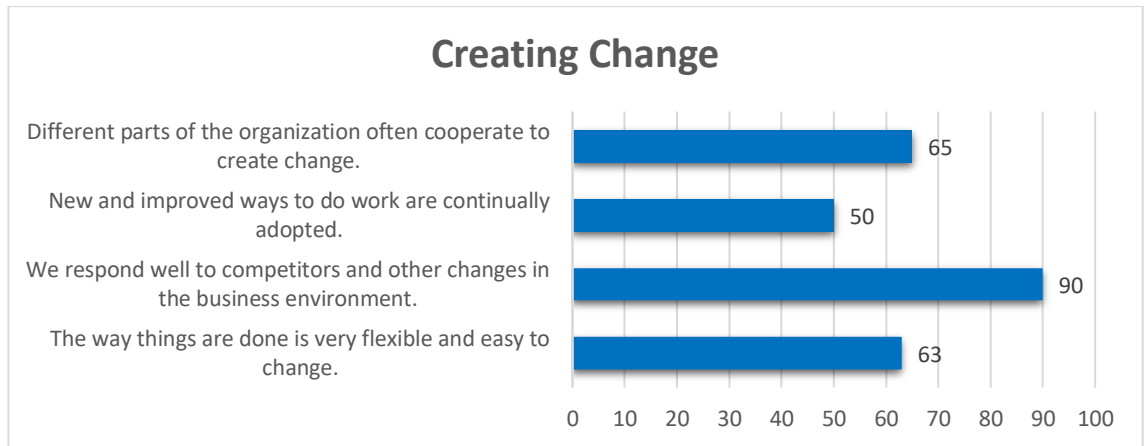 Creating Change
Different parts of the organization often cooperate to
create change.
65
New and improved ways to do work are continually
adopted.
50
We respond well to competitors and other changes in
the business environment.
90
The way things are done is very flexible and easy to
change.
63
0 10 20 30 40 50 60 70 80 90 100